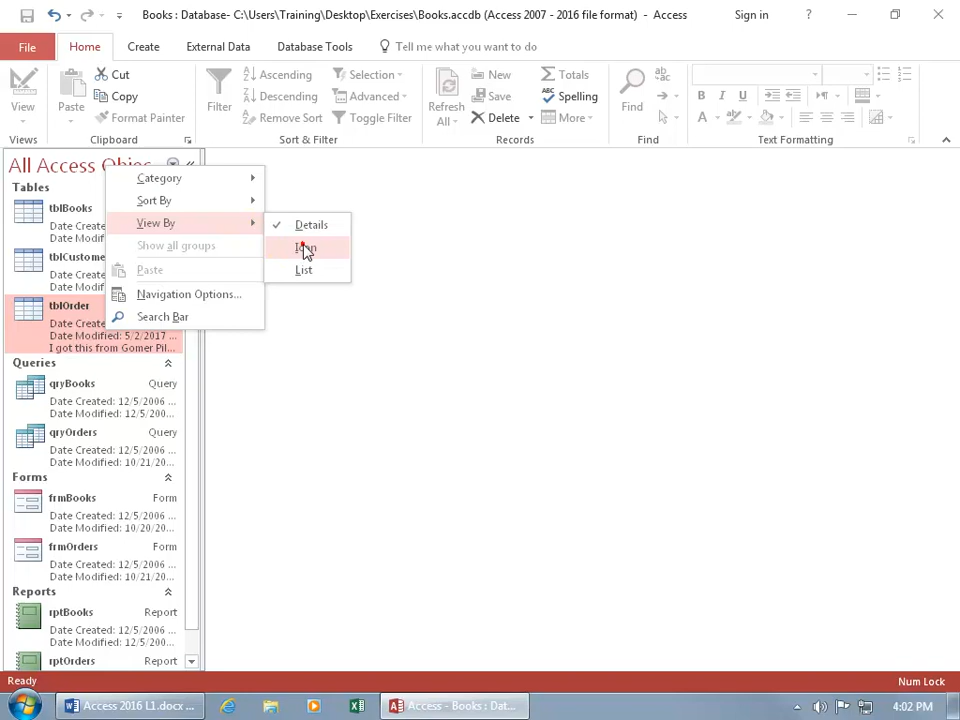 Books : Database- C:\Users\Training\Desktop\Exercises\Books.accdb (Access 2007 - 2016 file format) - Access
Sign in
?
File
Home
Create
External Data
Database Tools
Tell me what you want to do
View
Views
Paste
Cut
Copy
Format Painter
Clipboard
Filter
Ascending
Descending
Remove Sort
Selection
Advanced
Toggle Filter
Sort & Filter
Refresh
All
New
Save
Delete
Totals
Spelling
More
Records
Find
Find
B I U
A
Text Formatting
All Access Objec
Tables
tblBooks
Date Created
Date Modif
tblCustome
Date Create
Date Modif
tblOrder
Date Create
Date Modified: 5/2/2017 ...
I got this from Gomer Pil...
Queries
qryBooks Query
Date Created: 12/5/2006 ...
Date Modified: 12/5/200...
qryOrders Query
Date Created: 12/5/2006 ...
Date Modified: 10/21/20...
Forms
frmBooks Form
Date Created: 12/5/2006 ...
Date Modified: 10/20/20...
frmOrders Form
Date Created: 12/5/2006 ...
Date Modified: 10/21/20...
Reports
rptBooks Report
Date Created: 12/5/2006 ...
Date Modified: 12/5/200...
rptOrders Report
Category
Sort By
View By
Show all groups
Paste
Navigation Options...
Search Bar
Details
Icon
List
Ready
Num Lock
Access 2016 L1.docx ...
Access - Books : Dat...
4:02 PM